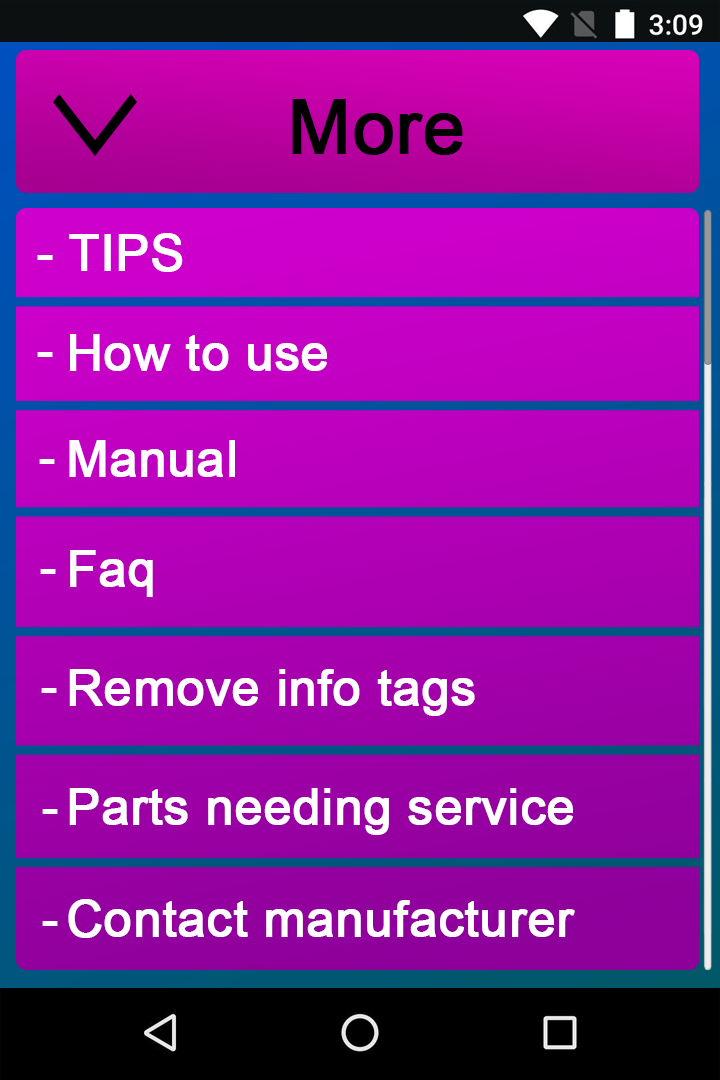 3:09
More
- TIPS
- How to use
- Manual
- Faq
- Remove info tags
- Parts needing service
- Contact manufacturer